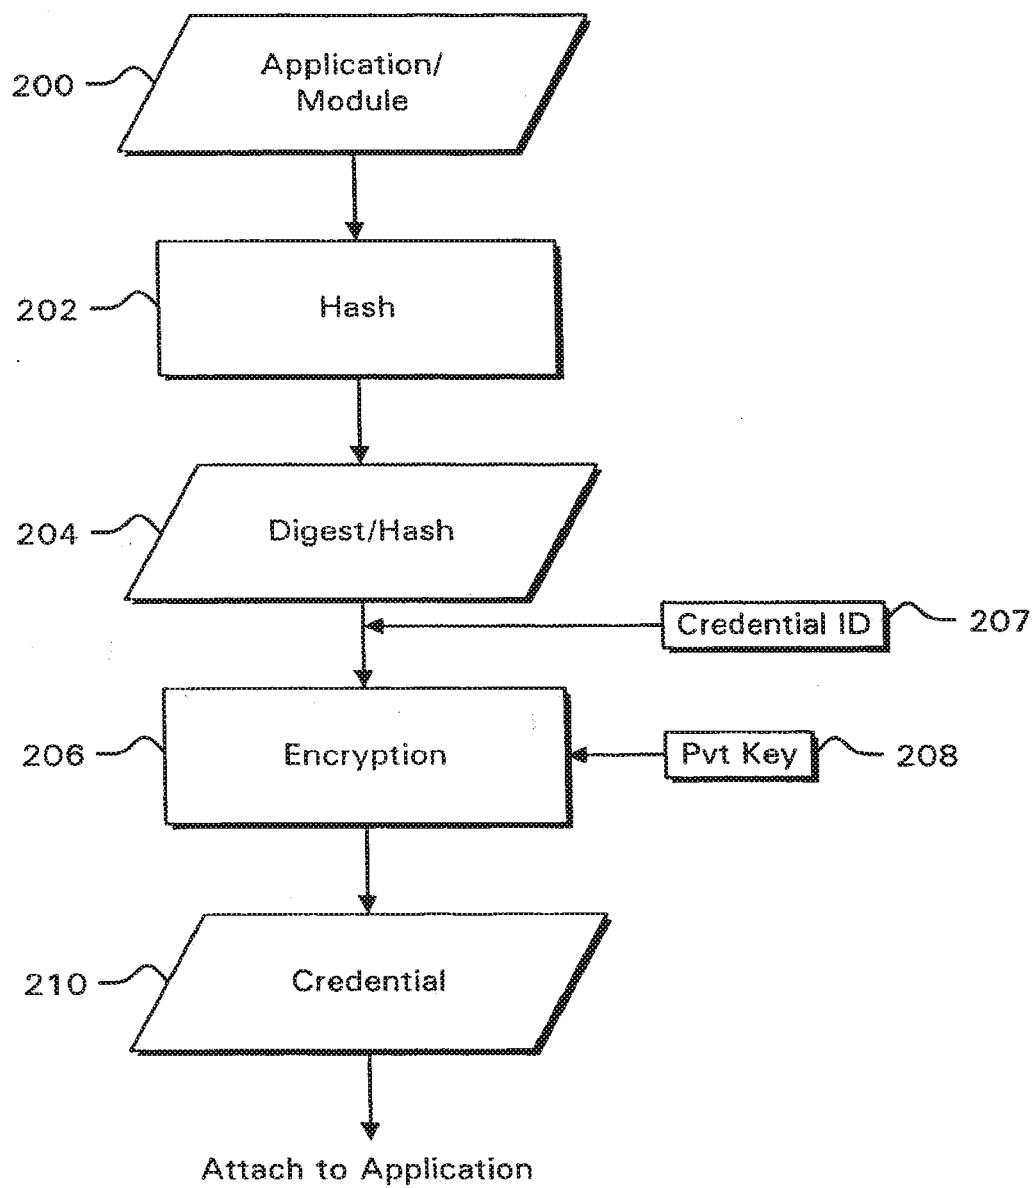 200
Application/
Module
202
Hash
204
Digest/Hash
Credential ID
207
206
Encryption
Pvt Key
208
210
Credential
Attach to Application